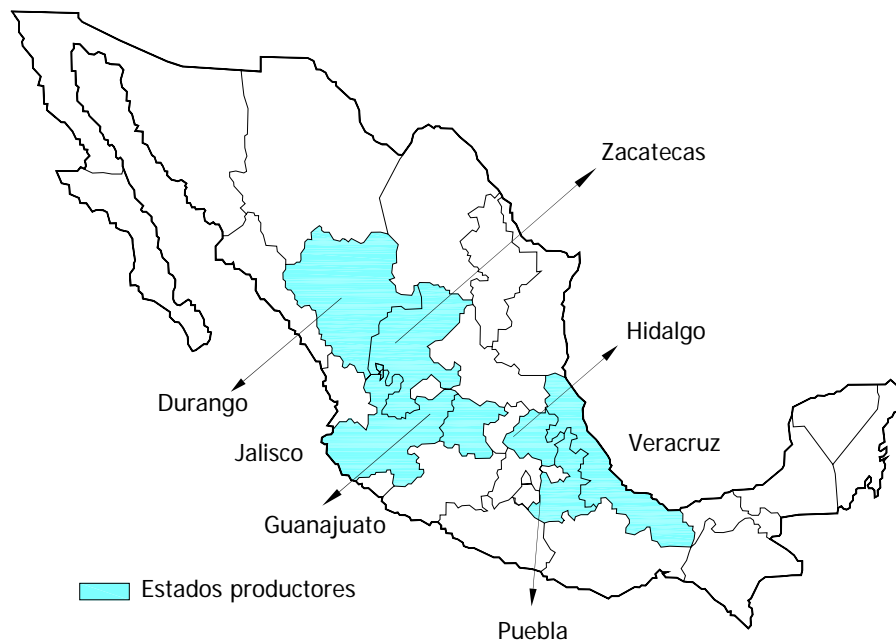 Zacatecas
Hidalgo
Durango
Jalisco
Veracruz
Guanajuato
Estados productores
Puebla